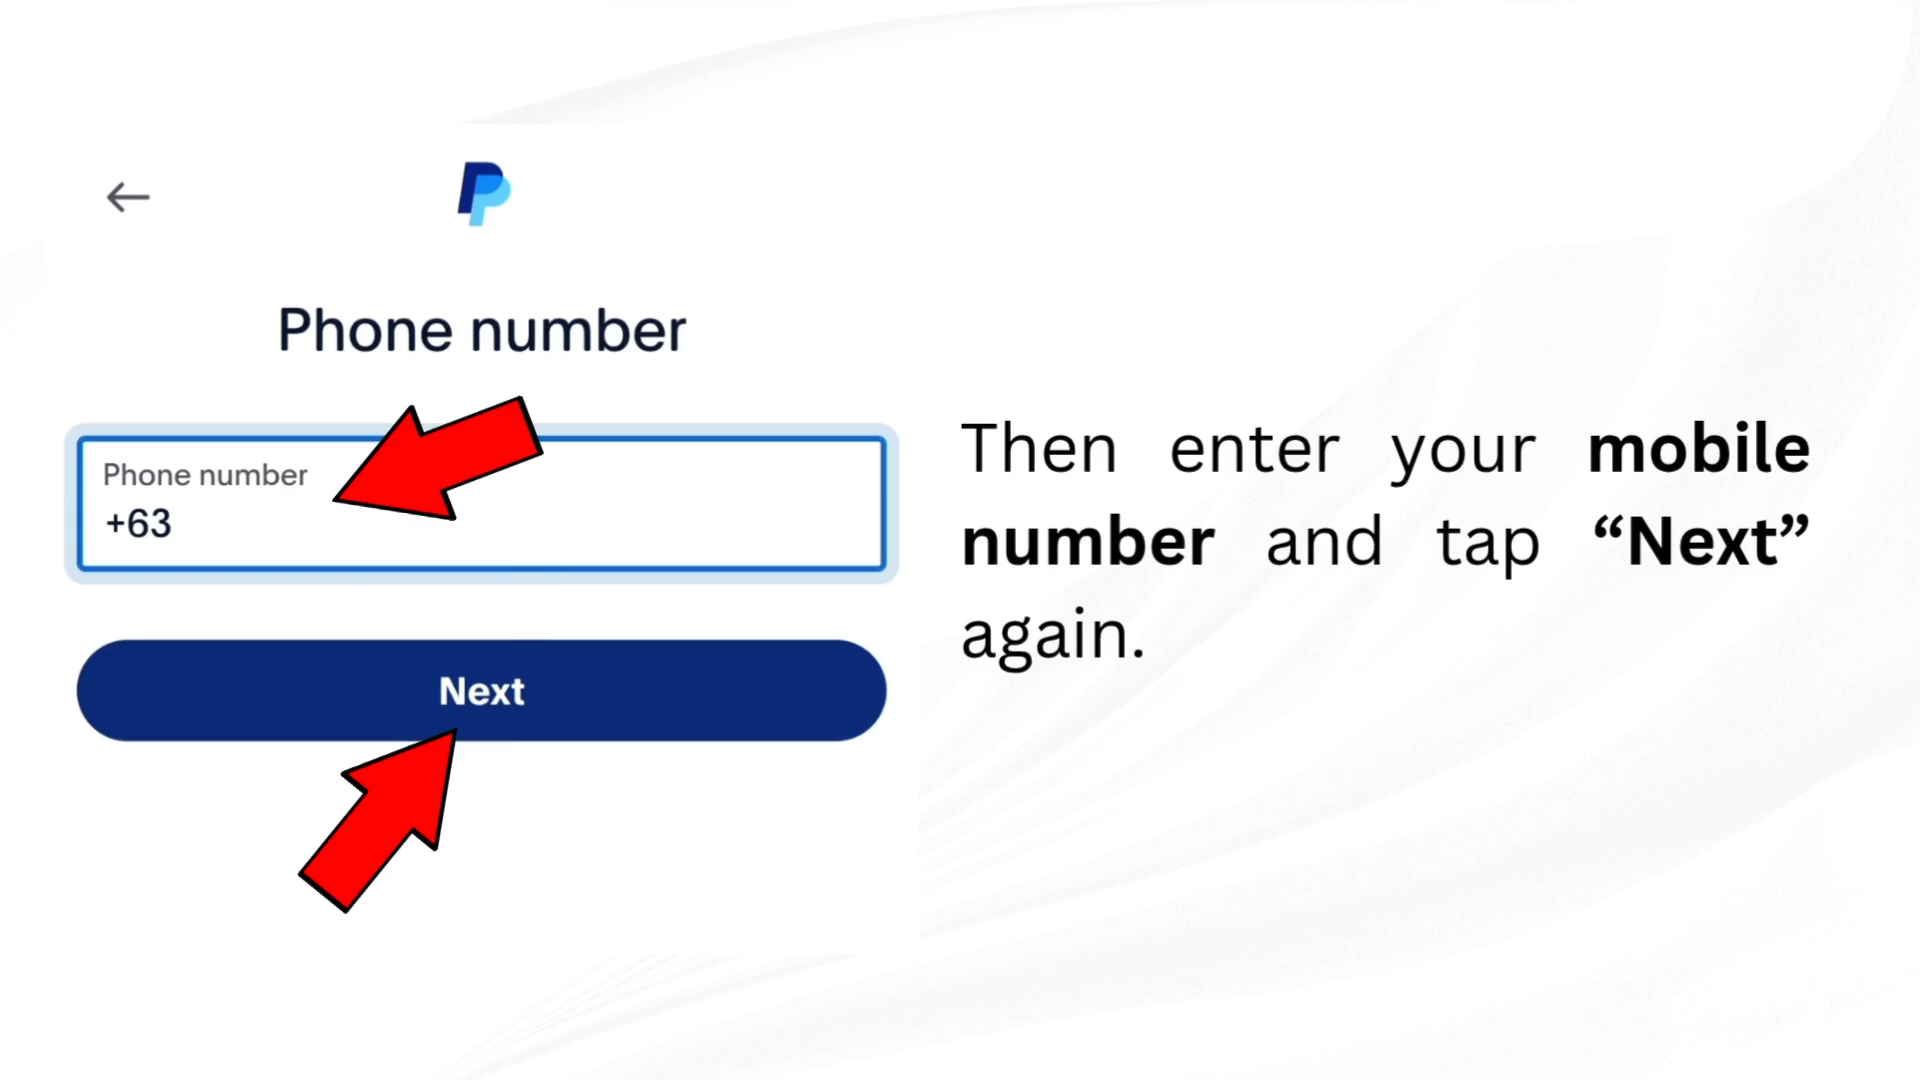 Phone number
Phone number
+63
Next
Then enter your mobile
number and tap “Next”
again.